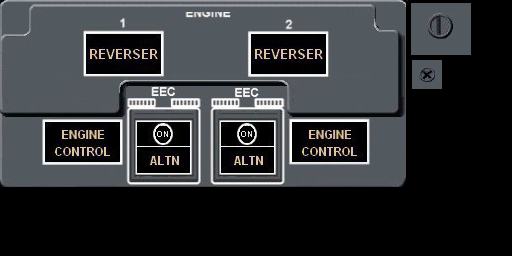 ENGINE
1 2
REVERSER REVERSER
EEC EEC
ENGINE CONTROL
ON ALTN
ON ALTN
ENGINE CONTROL